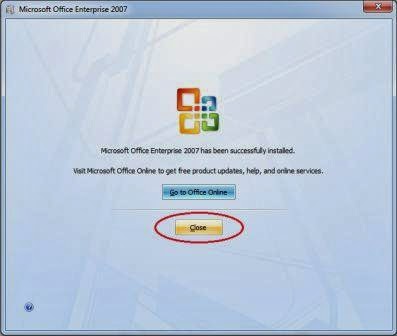 Microsoft Office Enterprise 2007
Microsoft Office Enterprise 2007 has been successfully installed.
Visit Microsoft Office Online to get free product updates, help, and online services.
Go to Office Online
Close